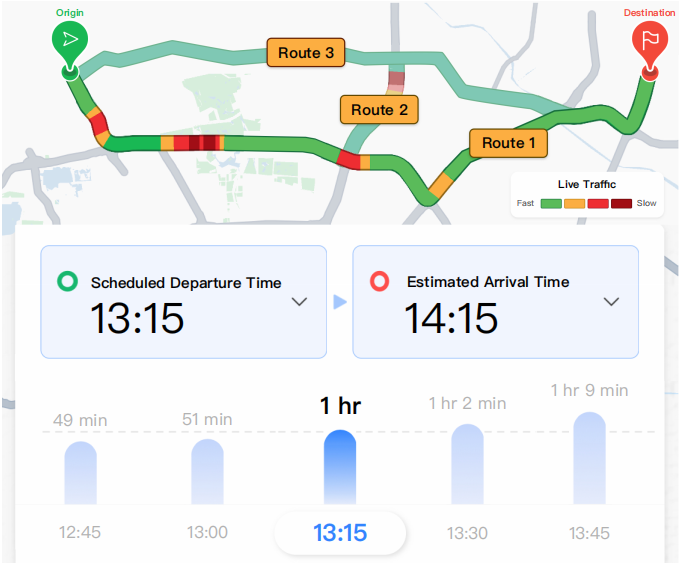 Origin
Destination
Route 3
Route 2
Route 1
Live Traffic
Fast
Slow
Scheduled Departure Time
13:15
Estimated Arrival Time
14:15
49 min
51 min
1 hr
1 hr 2 min
1 hr 9 min
12:45
13:00
13:15
13:30
13:45